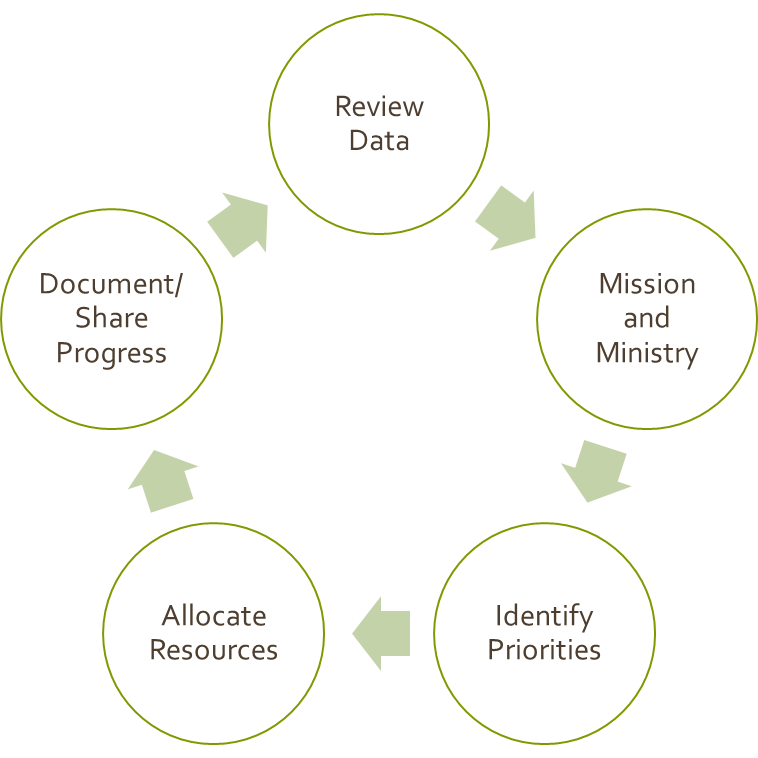 Review
Data
Mission
and
Ministry
Identify
Priorities
Allocate
Resources
Document/
Share
Progress